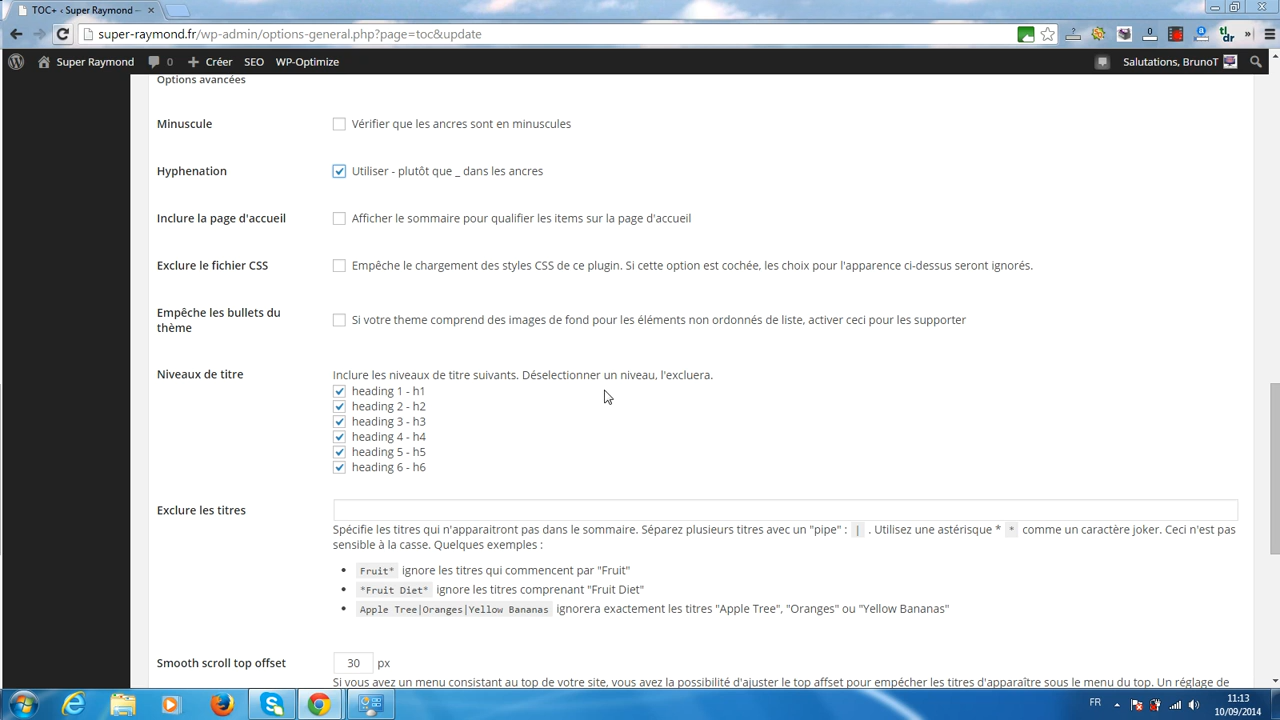 TOC+ ‹ Super Raymond —
super-raymond.fr/wp-admin/options-general.php?page=toc&update
Super Raymond 0 + Créer SEO WP-Optimize Salutations, BrunoT
Options avancées
Minuscule Vérifier que les ancres sont en minuscules
Hyphenation Utiliser - plutôt que _ dans les ancres
Inclure la page d'accueil Afficher le sommaire pour qualifier les items sur la page d'accueil
Exclure le fichier CSS Empêche le chargement des styles CSS de ce plugin. Si cette option est cochée, les choix pour l'apparence ci-dessus seront ignorés.
Empêche les bullets du
thème Si votre theme comprend des images de fond pour les éléments non ordonnés de liste, activer ceci pour les supporter
Niveaux de titre Inclure les niveaux de titre suivants. Déselectionner un niveau, l'excluera.
heading 1 - h1
heading 2 - h2
heading 3 - h3
heading 4 - h4
heading 5 - h5
heading 6 - h6
Exclure les titres
Spécifie les titres qui n'apparaitront pas dans le sommaire. Séparez plusieurs titres avec un "pipe" : | . Utilisez une astérisque * * comme un caractère joker. Ceci n'est pas
sensible à la casse. Quelques exemples :
• Fruit* ignore les titres qui commencent par "Fruit"
• *Fruit Diet* ignore les titres comprenant "Fruit Diet"
• Apple Tree|Oranges|Yellow Bananas ignorera exactement les titres "Apple Tree", "Oranges" ou "Yellow Bananas"
Smooth scroll top offset 30 px
Si vous avez un menu consistant au top de votre site, vous avez la possibilité d'ajuster le top offset pour empêcher les titres d'apparaître sous le menu du top. Un réglage de
FR 11:13
10/09/2014